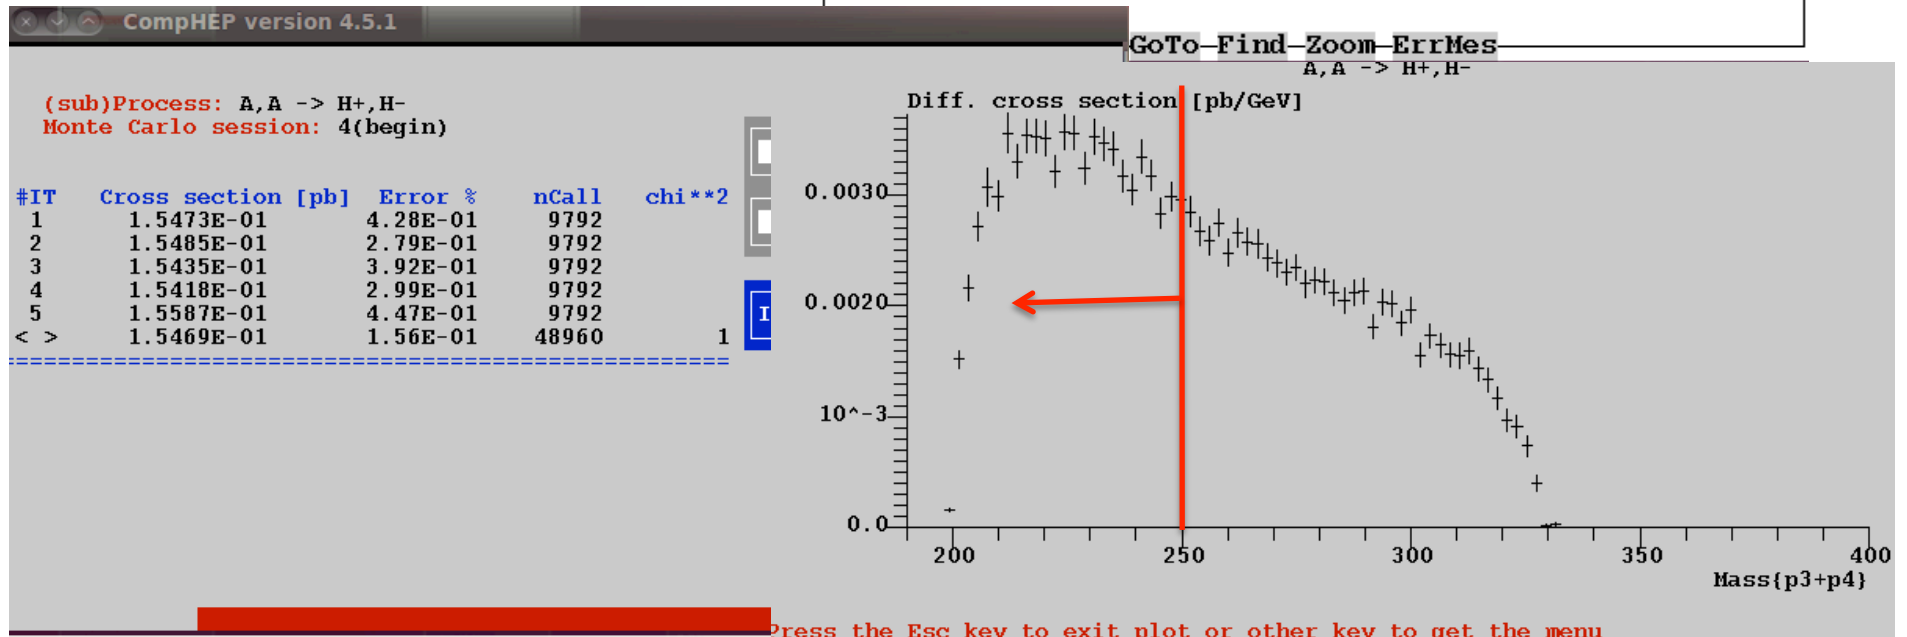 CompHEP version 4.5.1
(sub)Process: A,A -> H+,H-
Monte Carlo session: 4(begin)
#IT Cross section [pb] Error % nCall chi**2
1 1.5473E-01 4.28E-01 9792
2 1.5485E-01 2.79E-01 9792
3 1.5435E-01 3.92E-01 9792
4 1.5418E-01 2.99E-01 9792
5 1.5587E-01 4.47E-01 9792
< > 1.5469E-01 1.56E-01 48960 1
===============================================
I
GoTo Find Zoom ErrMes
A,A -> H+,H-
Diff. cross section [pb/GeV]
0.0030
0.0020
10^-3
0.0
200 250 300 350 400
Mass{p3+p4}
Press the Esc key to exit plot or other key to get the menu